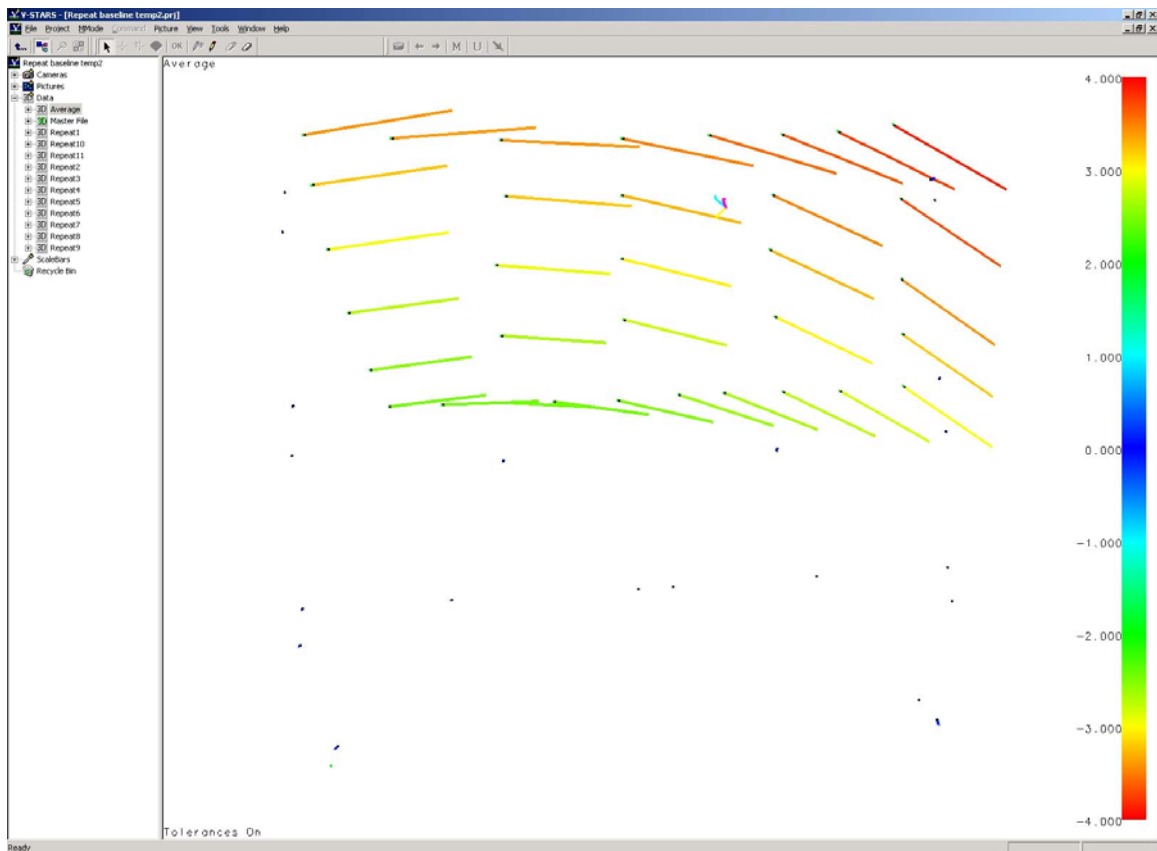 V-STARS - [Repeat baseline temp2.prj]
File Project MMode Command Picture View Tools Window Help
OK M U
Repeat baseline temp2
Cameras
Pictures
Data
3D Average
3D Master File
3D Repeat1
3D Repeat10
3D Repeat11
3D Repeat2
3D Repeat3
3D Repeat4
3D Repeat5
3D Repeat6
3D Repeat7
3D Repeat8
3D Repeat9
ScaleBars
Recycle Bin
Average
4.000
3.000
2.000
1.000
0.000
-1.000
-2.000
-3.000
-4.000
Tolerances On
Ready